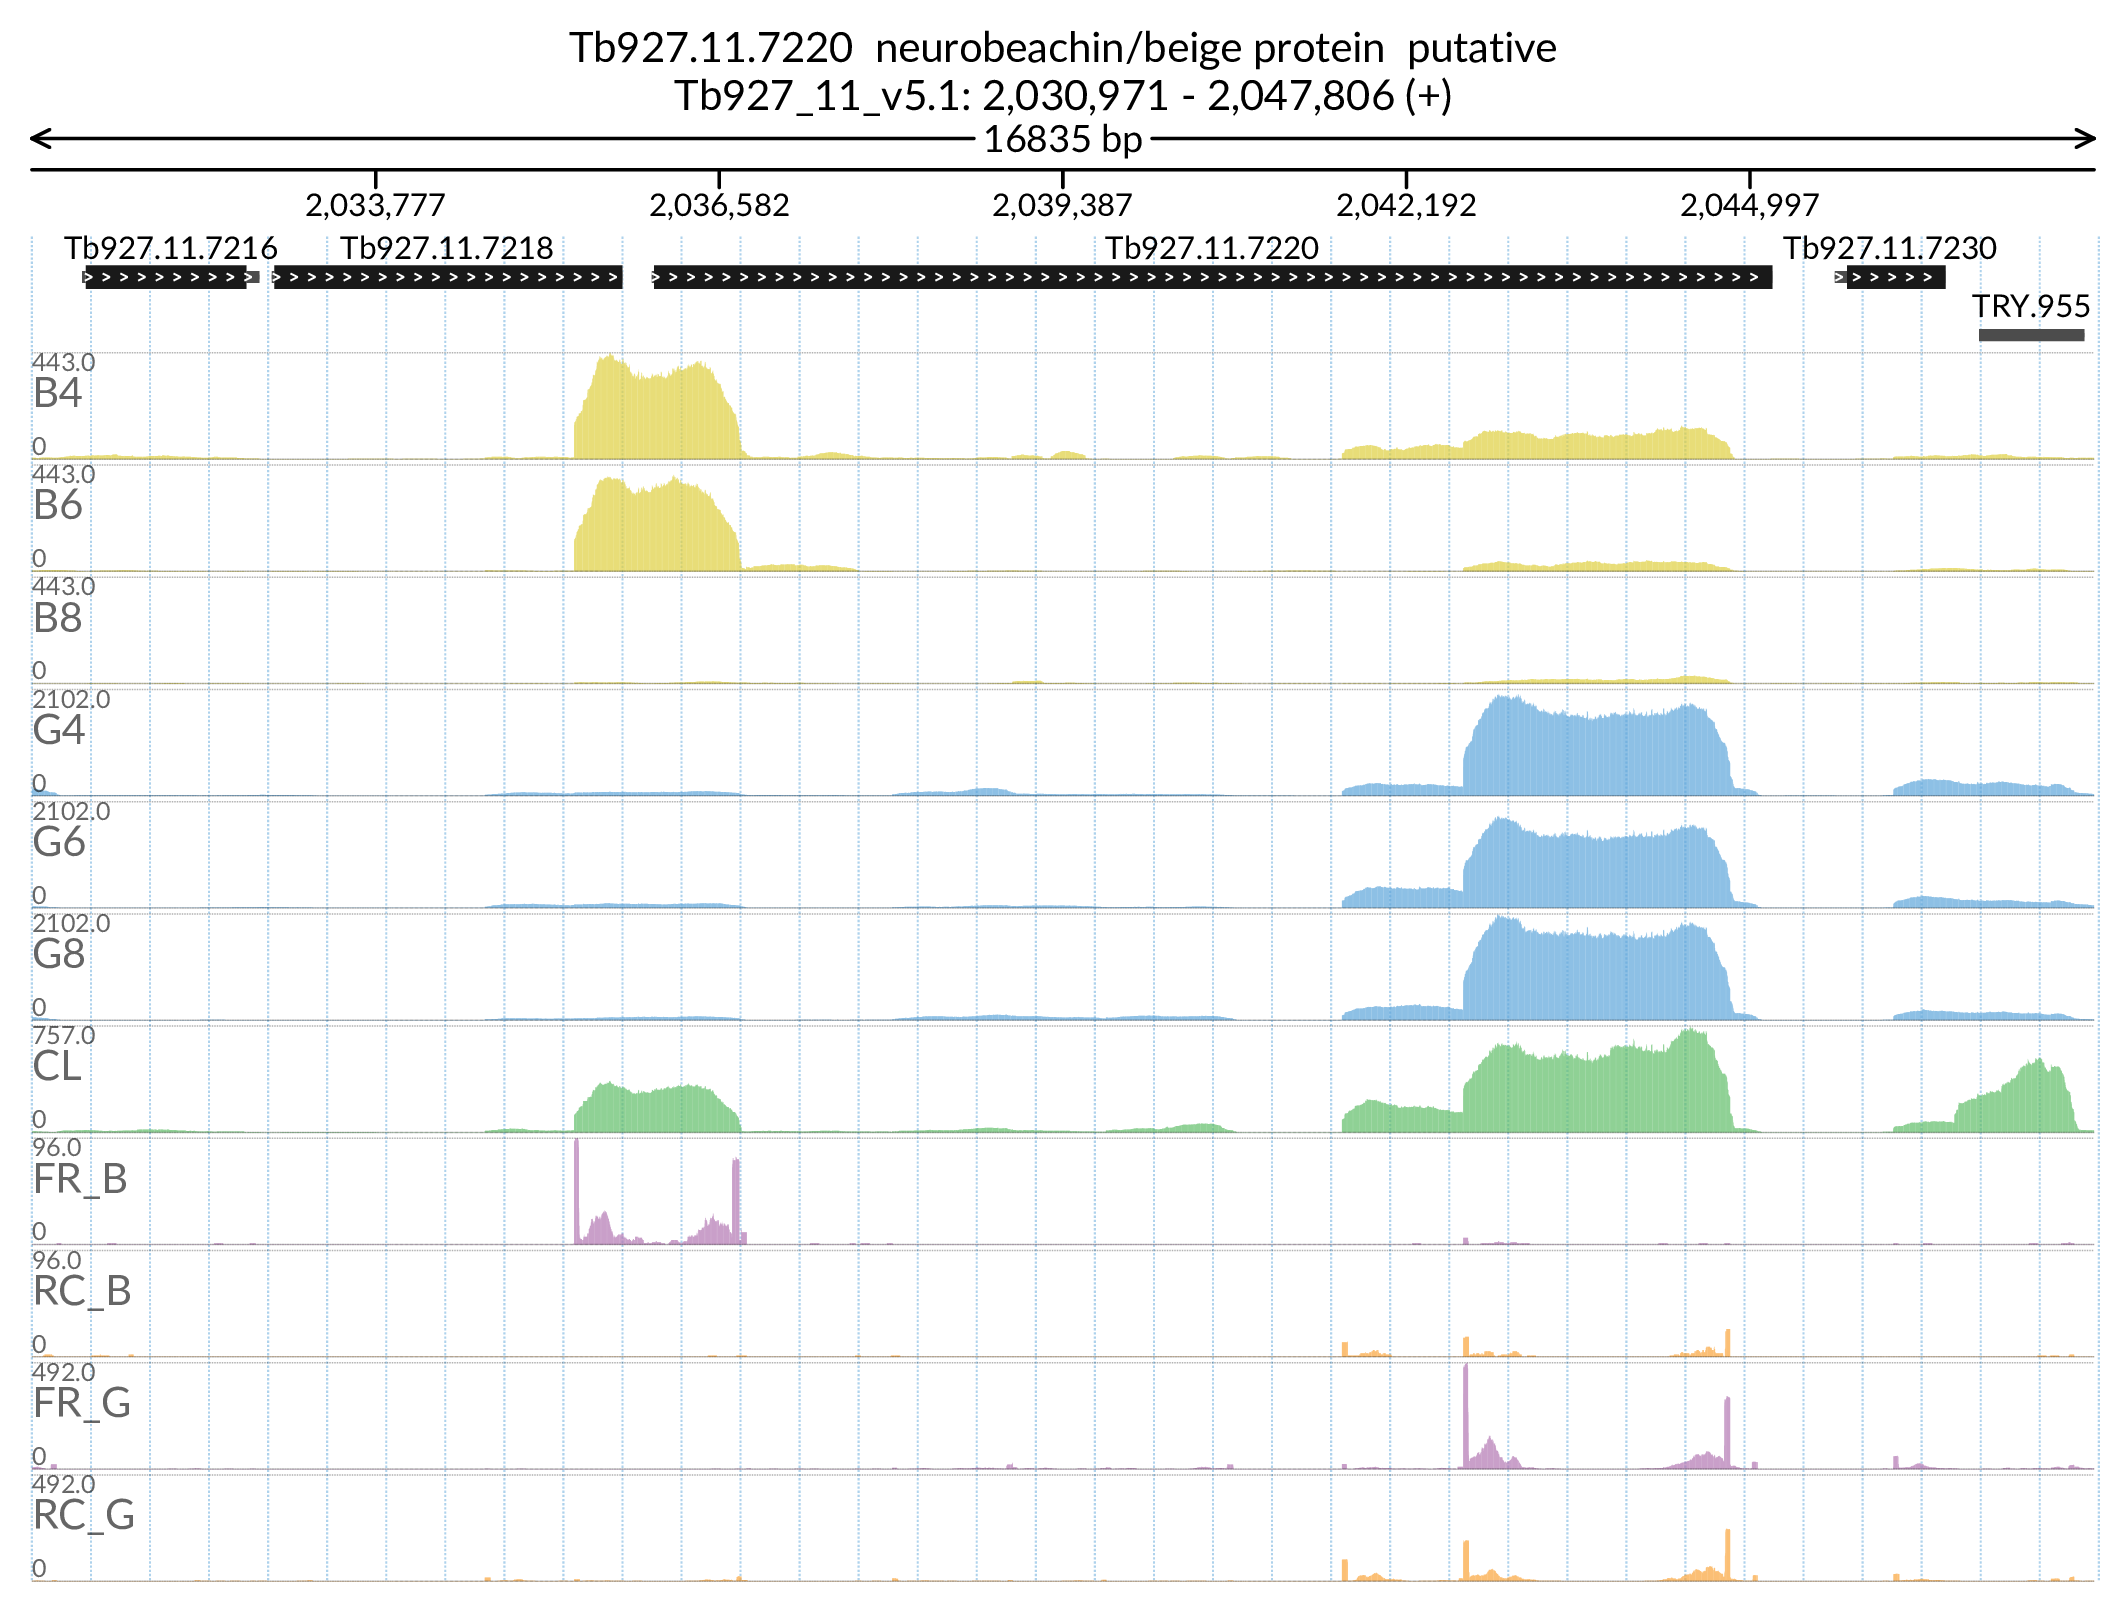 Tb927.11.7220  neurobeachin/beige protein  putative
Tb927_11_v5.1: 2,030,971 - 2,047,806 (+)
16835 bp
2,033,777 2,036,582 2,039,387 2,042,192 2,044,997
Tb927.11.7216 Tb927.11.7218 Tb927.11.7220 Tb927.11.7230
TRY.955
443.0
B4
0
443.0
B6
0
443.0
B8
0
2102.0
G4
0
2102.0
G6
0
2102.0
G8
0
757.0
CL
0
96.0
FR_B
0
96.0
RC_B
0
492.0
FR_G
0
492.0
RC_G
0